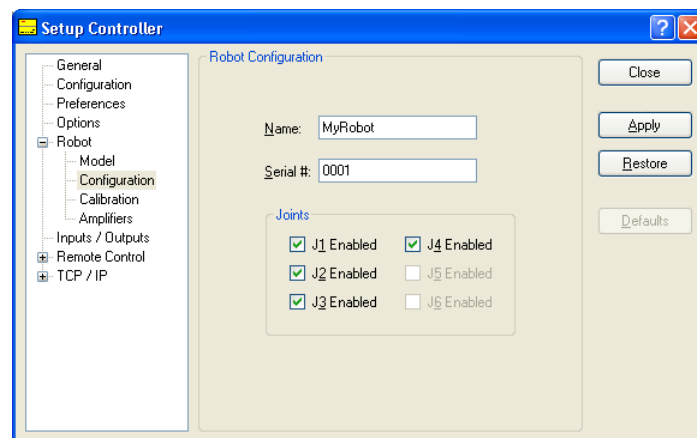 Setup Controller
General
Configuration
Preferences
Options
Robot
Model
Configuration
Calibration
Amplifiers
Inputs / Outputs
Remote Control
TCP / IP
Robot Configuration
Name: MyRobot
Serial #: 0001
Joints
J1 Enabled J4 Enabled
J2 Enabled J5 Enabled
J3 Enabled J6 Enabled
Close
Apply
Restore
Defaults